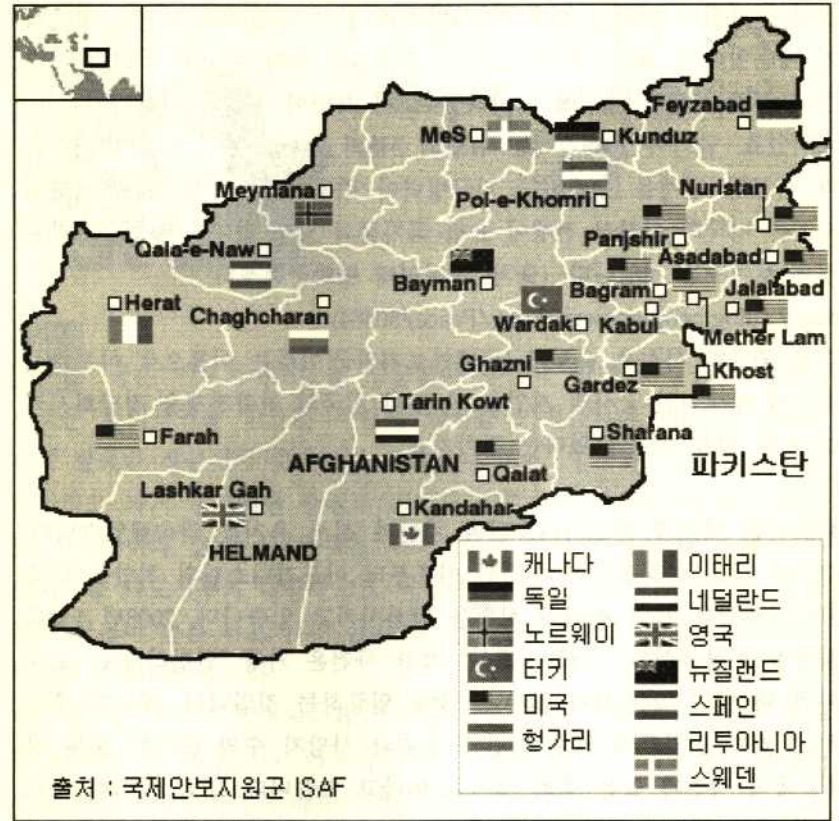 Feyzabad
MeS
Kunduz
Meymana
Pol-e-Khomri
Nuristan
Panjshir
Qala-e-Naw
Asadabad
Bayman
Bagram
Jalalabad
Herat
Chaghcharan
Wardak
Kabul
Mether Lam
Ghazni
Gardez
Khost
Tarin Kowt
Farah
Sharana
AFGHANISTAN
Qalat
파키스탄
Lashkar Gah
Kandahar
HELMAND
캐나다
이태리
독일
네덜란드
노르웨이
영국
터키
뉴질랜드
미국
스페인
헝가리
리투아니아
스웨덴
출처 : 국제안보지원군 ISAF